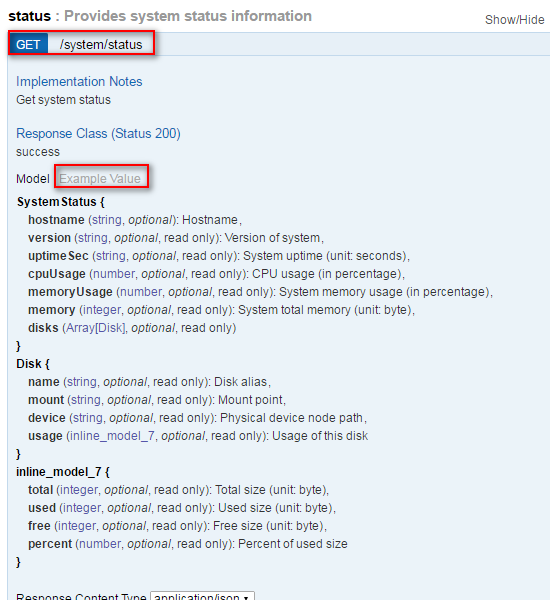 status : Provides system status information
Show/Hide
GET /system/status
Implementation Notes
Get system status
Response Class (Status 200)
success
Model Example Value
SystemStatus {
hostname (string, optional): Hostname,
version (string, optional, read only): Version of system,
uptimeSec (string, optional, read only): System uptime (unit: seconds),
cpuUsage (number, optional, read only): CPU usage (in percentage),
memoryUsage (number, optional, read only): System memory usage (in percentage),
memory (integer, optional, read only): System total memory (unit: byte),
disks (Array[Disk], optional, read only)
}
Disk {
name (string, optional, read only): Disk alias,
mount (string, optional, read only): Mount point,
device (string, optional, read only): Physical device node path,
usage (inline_model_7, optional, read only): Usage of this disk
}
inline_model_7 {
total (integer, optional, read only): Total size (unit: byte),
used (integer, optional, read only): Used size (unit: byte),
free (integer, optional, read only): Free size (unit: byte),
percent (number, optional, read only): Percent of used size
}
Response Content Type application/json